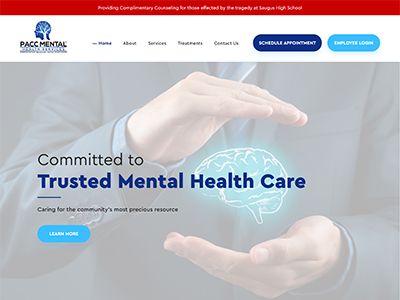 Providing Complimentary Counseling for those affected by the tragedy at Saugus High School
PACC MENTAL
HEALTH SERVICES
— Home
About
Services
Treatments
Contact Us
SCHEDULE APPOINTMENT
EMPLOYEE LOGIN
Committed to
Trusted Mental Health Care
Caring for the community's most precious resource
LEARN MORE